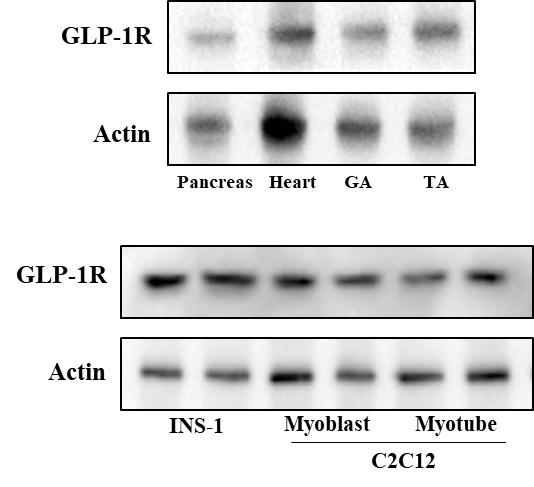 GLP-1R
Actin
Pancreas Heart GA TA
GLP-1R
Actin
INS-1 Myoblast Myotube
C2C12